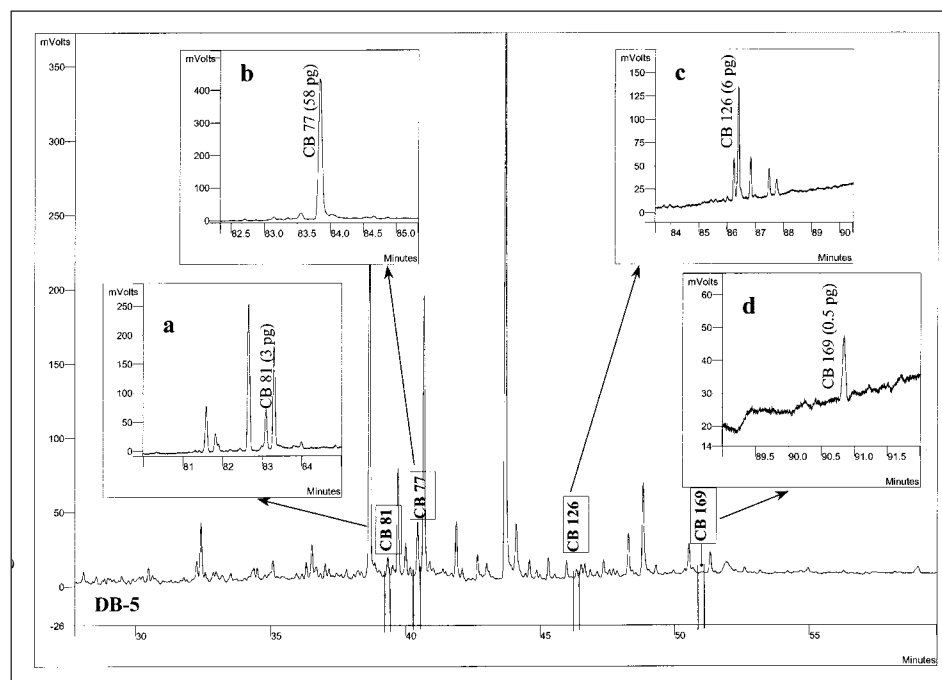 mVolts
350
300
250
200
150
100
50
0
-26
30
35
40
45
50
55
Minutes
DB-5
CB 81
CB 77
CB 126
CB 169
mVolts
b
CB 77 (58 pg)
400
300
200
100
0
82.5
83.0
83.5
84.0
84.5
85.0
Minutes
mVolts
c
CB 126 (6 pg)
150
125
100
75
50
25
0
84
85
86
87
88
89
90
Minutes
mVolts
a
CB 81 (3 pg)
250
200
150
100
50
0
81
82
83
84
Minutes
mVolts
d
CB 169 (0.5 pg)
60
50
40
30
20
14
89.5
90.0
90.5
91.0
91.5
Minutes